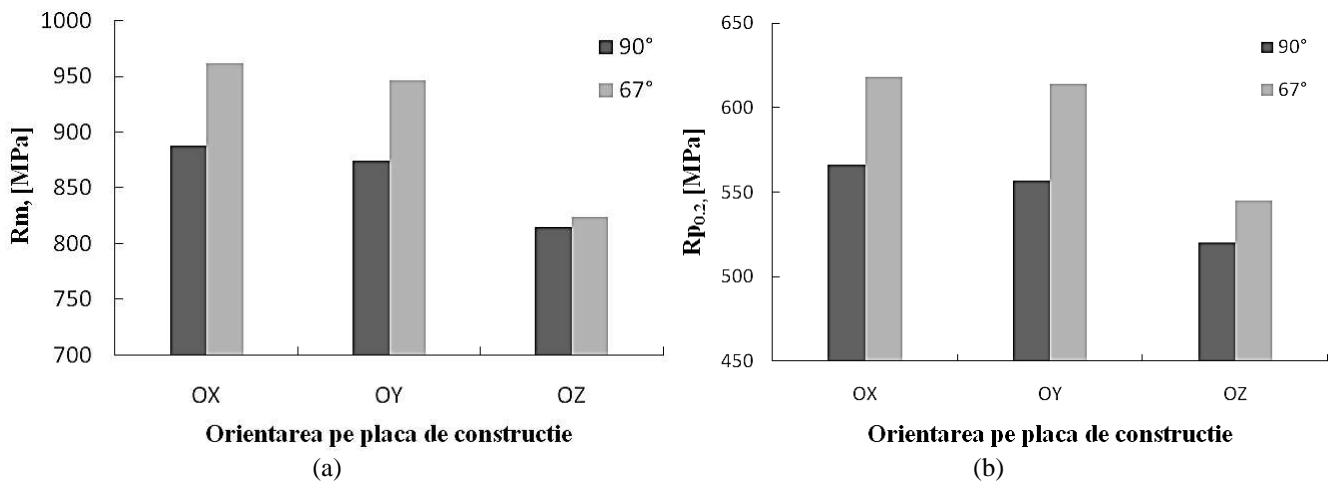 1000
950
900
850
800
750
700
Rm, [MPa]
90°
67°
OX OY OZ
Orientarea pe placa de constructie
(a)
650
600
550
500
450
Rp0.2, [MPa]
90°
67°
OX OY OZ
Orientarea pe placa de constructie
(b)